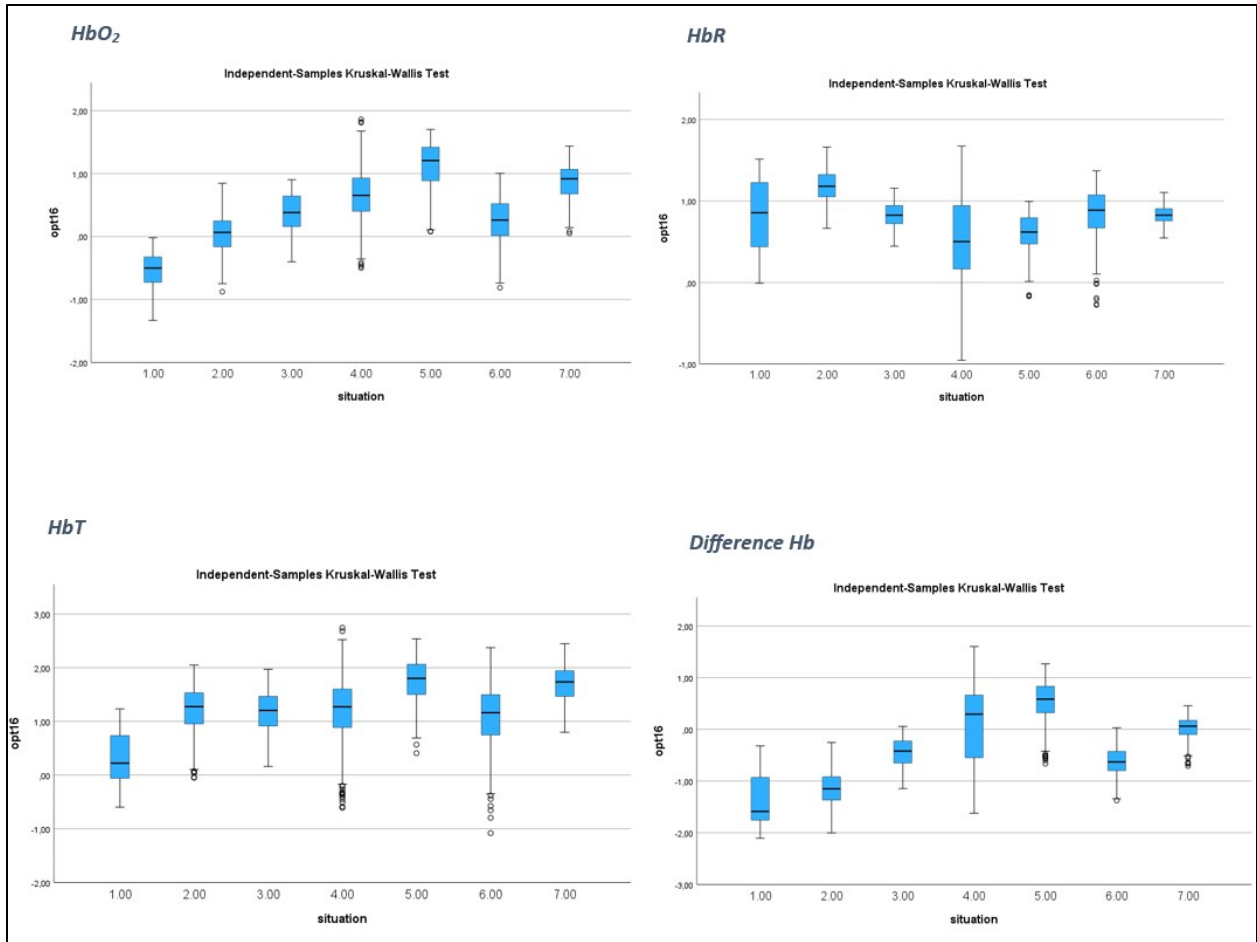 HbO₂
Independent-Samples Kruskal-Wallis Test
2,00
1,00
,00
-1,00
-2,00
opt16
1.00 2.00 3.00 4.00 5.00 6.00 7.00
situation
HbR
Independent-Samples Kruskal-Wallis Test
2,00
1,00
,00
-1,00
opt16
1.00 2.00 3.00 4.00 5.00 6.00 7.00
situation
HbT
Independent-Samples Kruskal-Wallis Test
3,00
2,00
1,00
,00
-1,00
-2,00
opt16
1.00 2.00 3.00 4.00 5.00 6.00 7.00
situation
Difference Hb
Independent-Samples Kruskal-Wallis Test
2,00
1,00
,00
-1,00
-2,00
-3,00
opt16
1.00 2.00 3.00 4.00 5.00 6.00 7.00
situation